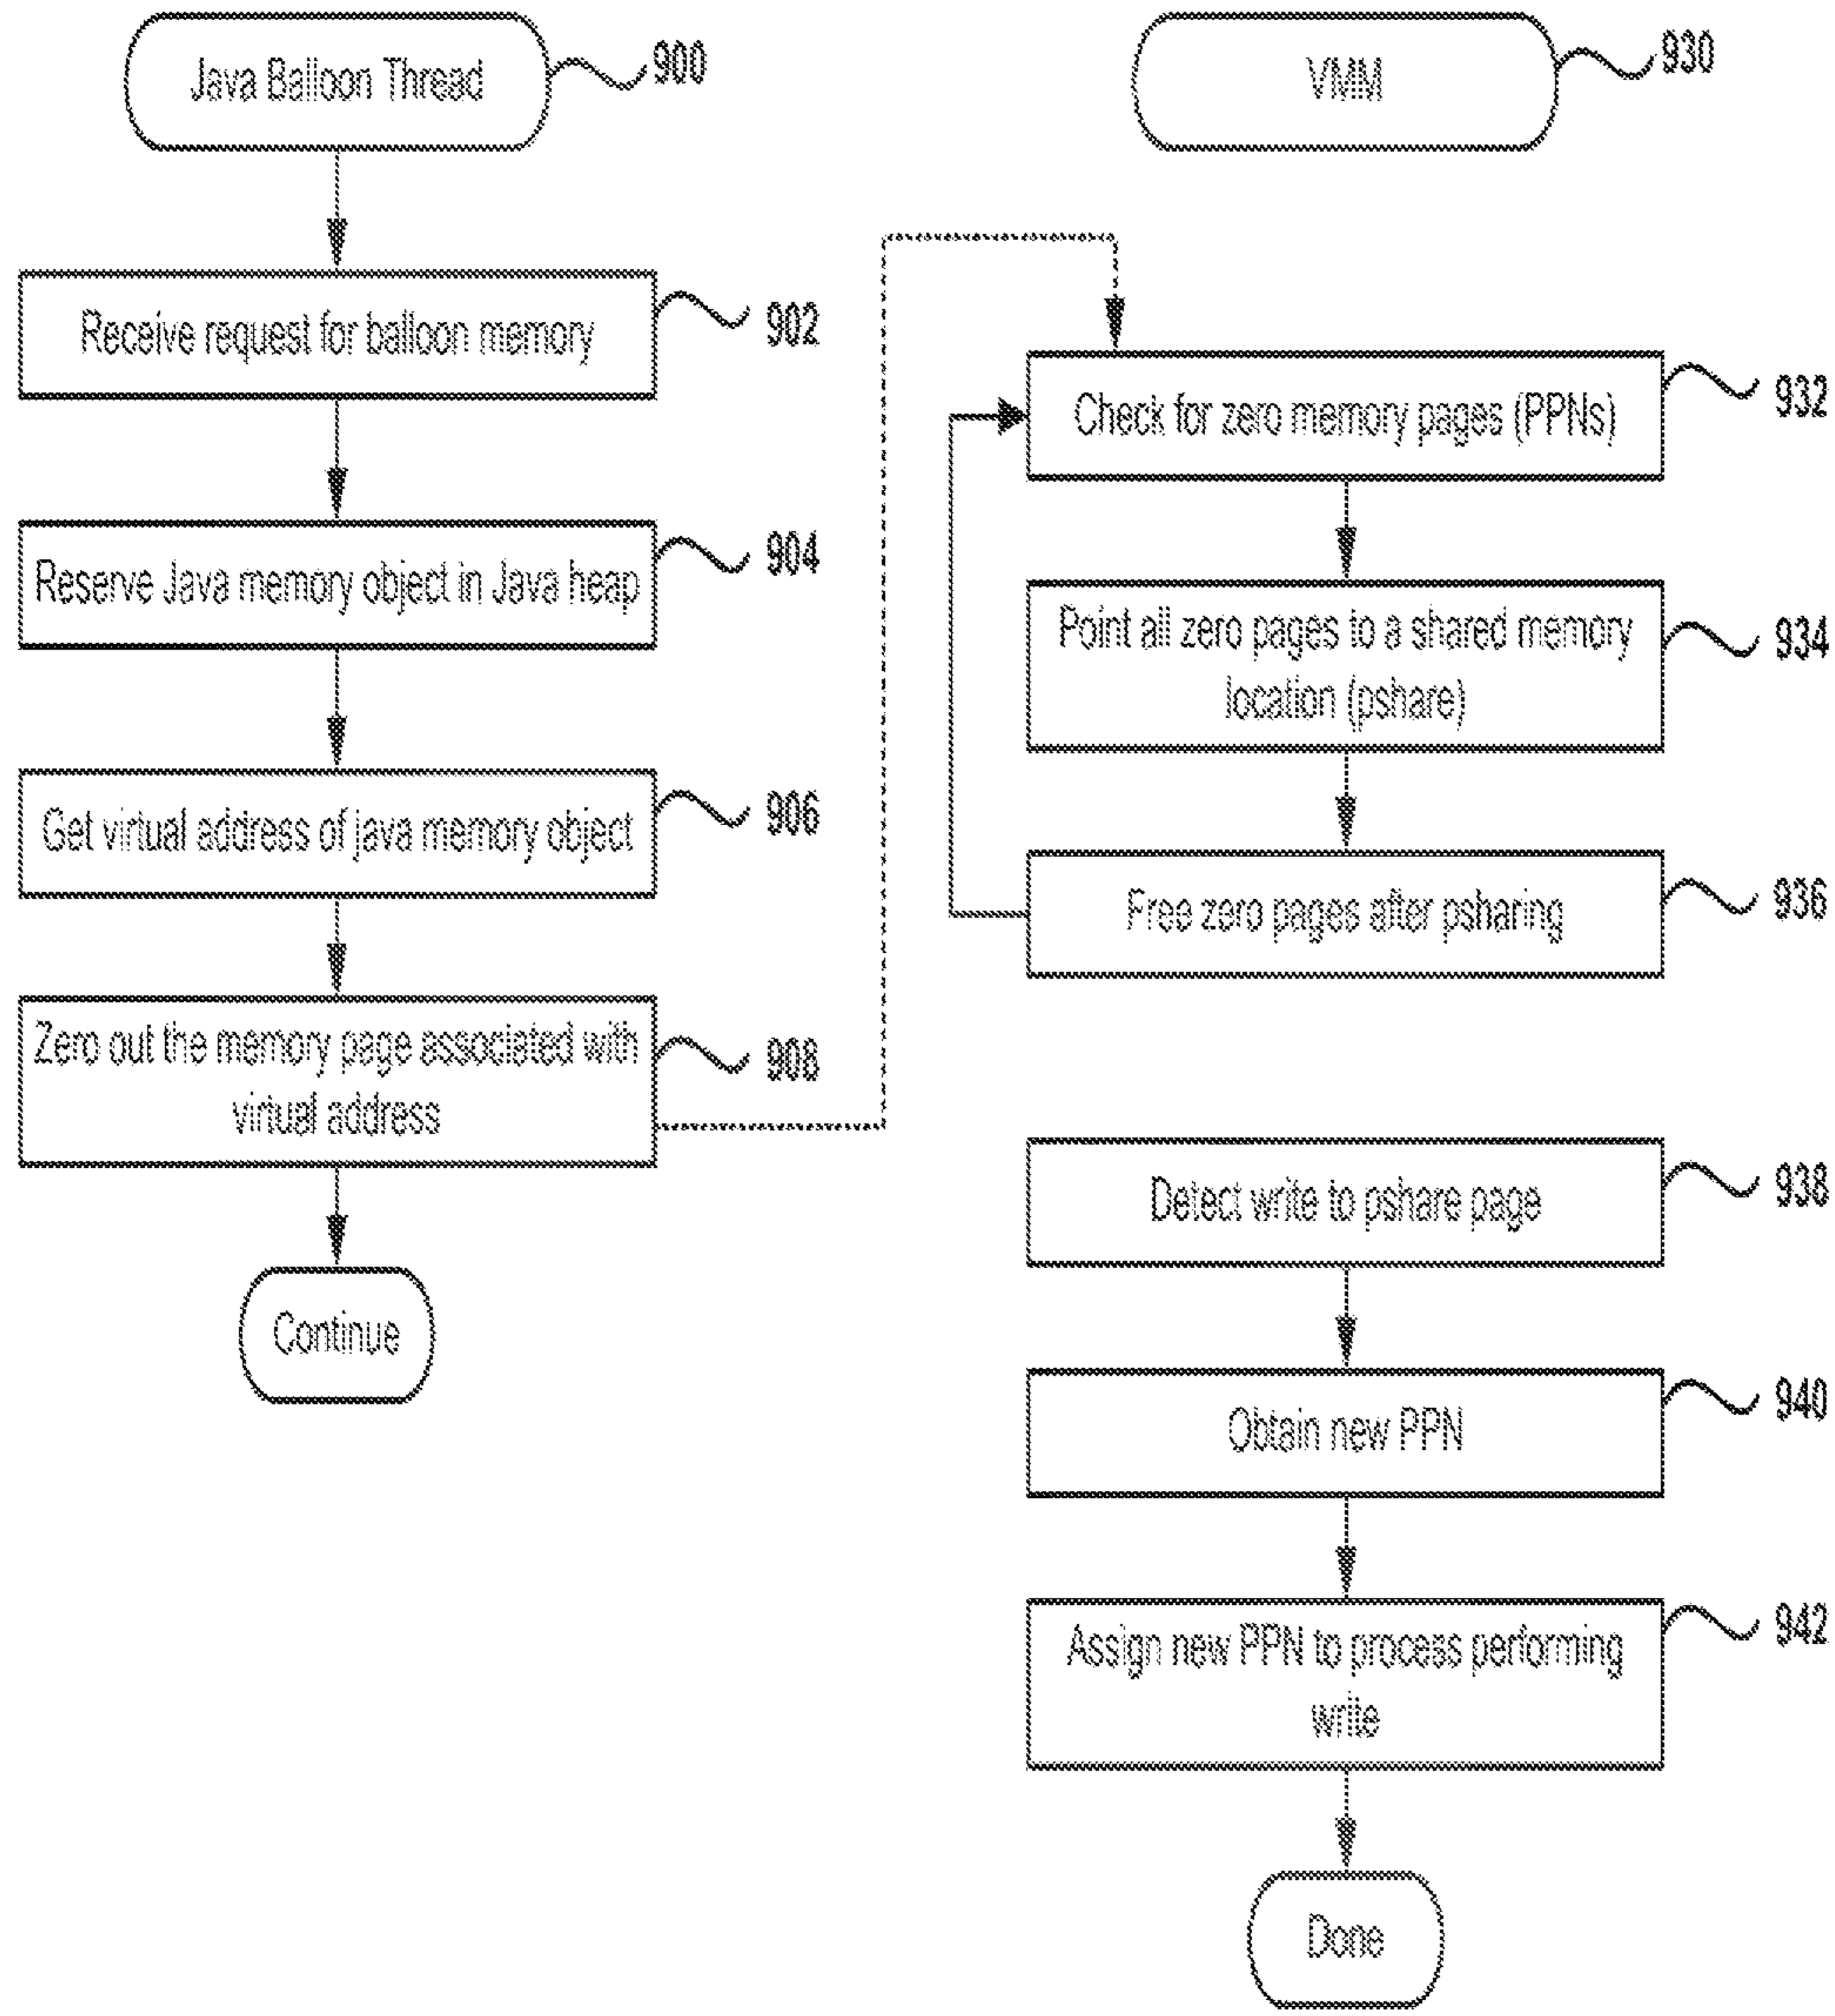 Java Balloon Thread
900
Receive request for balloon memory
902
Reserve Java memory object in Java heap
904
Get virtual address of java memory object
906
Zero out the memory page associated with
virtual address
908
Continue
VMM
930
Check for zero memory pages (PPNs)
932
Point all zero pages to a shared memory
location (pshare)
934
Free zero pages after psharing
936
Detect write to pshare page
938
Obtain new PPN
940
Assign new PPN to process performing
write
942
Done